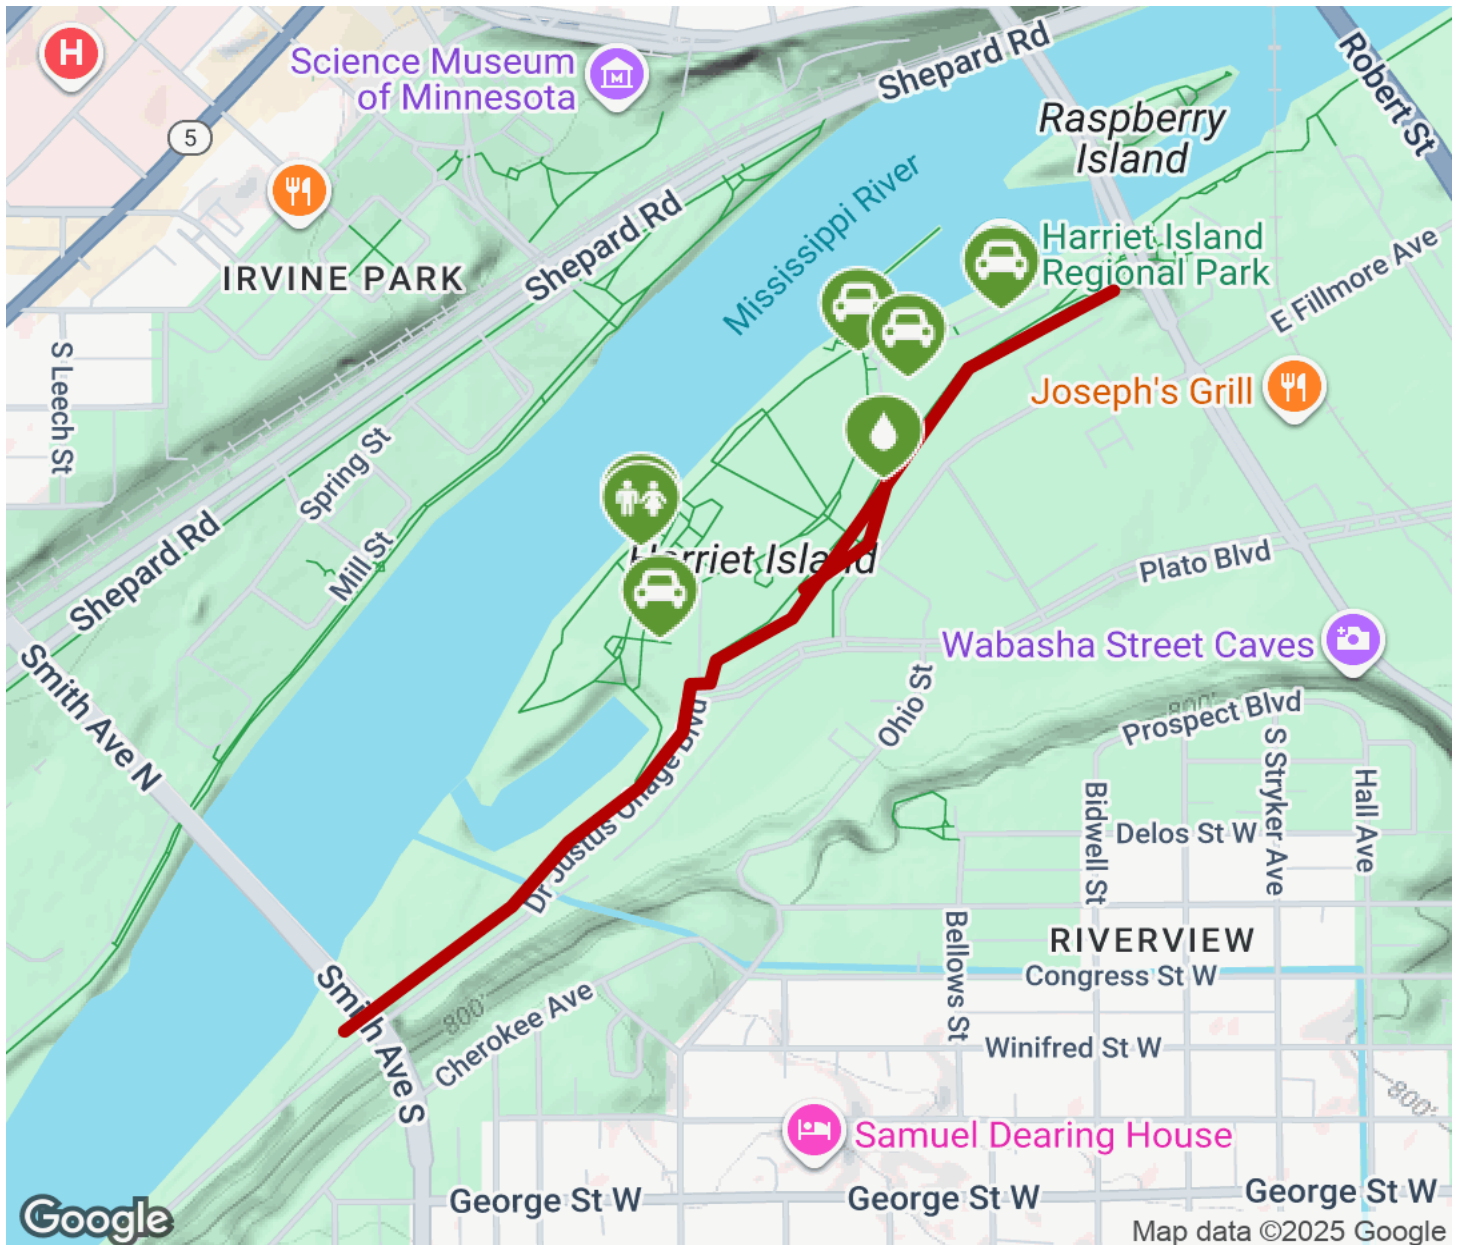 H
Science Museum
of Minnesota
Shepard Rd
Robert St
5
Raspberry
Island
Mississippi River
Shepard Rd
IRVINE PARK
Harriet Island
Regional Park
E Fillmore Ave
S Leech St
Joseph's Grill
Spring St
Mill St
Shepard Rd
Harriet Island
Plato Blvd
Wabasha Street Caves
Smith Ave N
Ohio St
800'
Prospect Blvd
Dr Justus Ohage Blvd
S Stryker Ave
Hall Ave
Bidwell St
Delos St W
Bellows St
RIVERVIEW
Congress St W
Smith Ave S
800'
Cherokee Ave
Winifred St W
800'
Samuel Dearing House
George St W
George St W
George St W
Google
Map data ©2025 Google